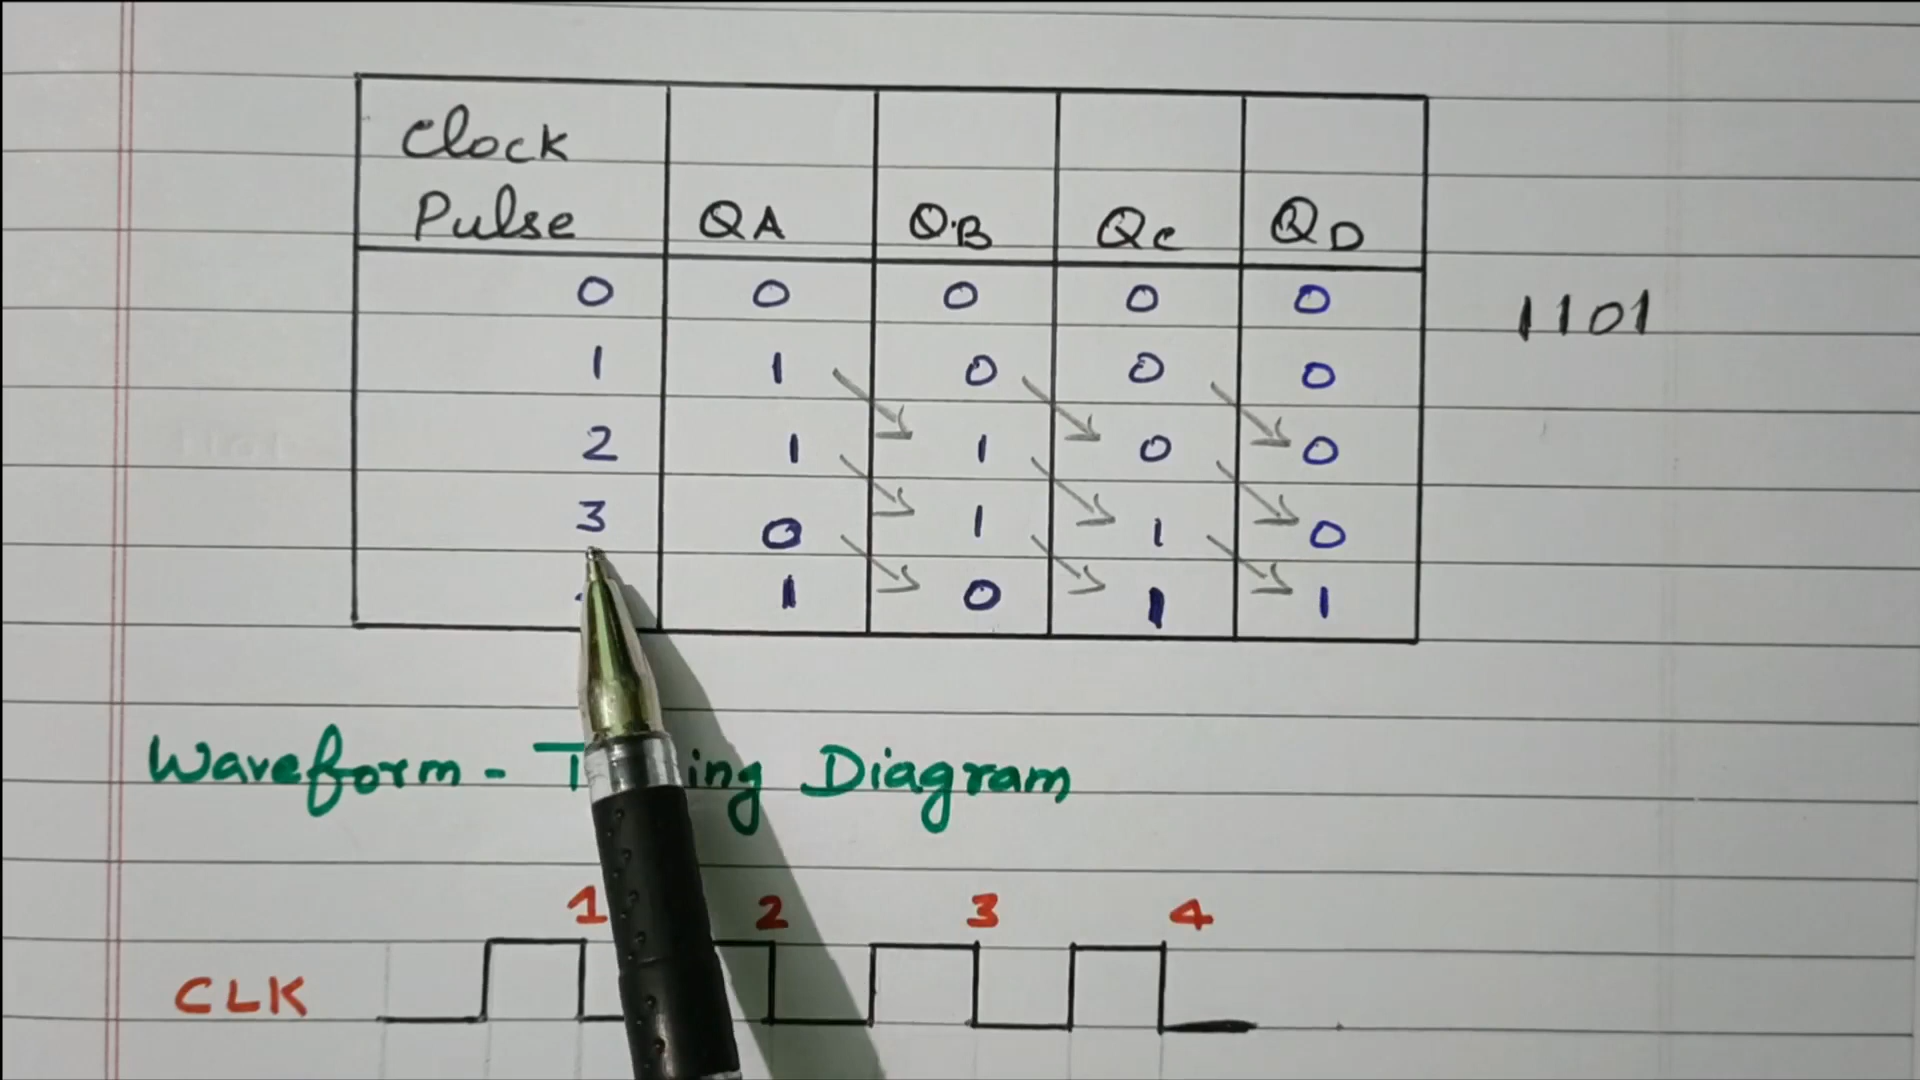 Clock
Pulse QA QB QC QD
0 0 0 0 0
1 1 0 0 0
2 1 1 0 0
3 0 1 1 0
1 0 1 1
1101
Waveform - Diagram
1 2 3 4
CLK